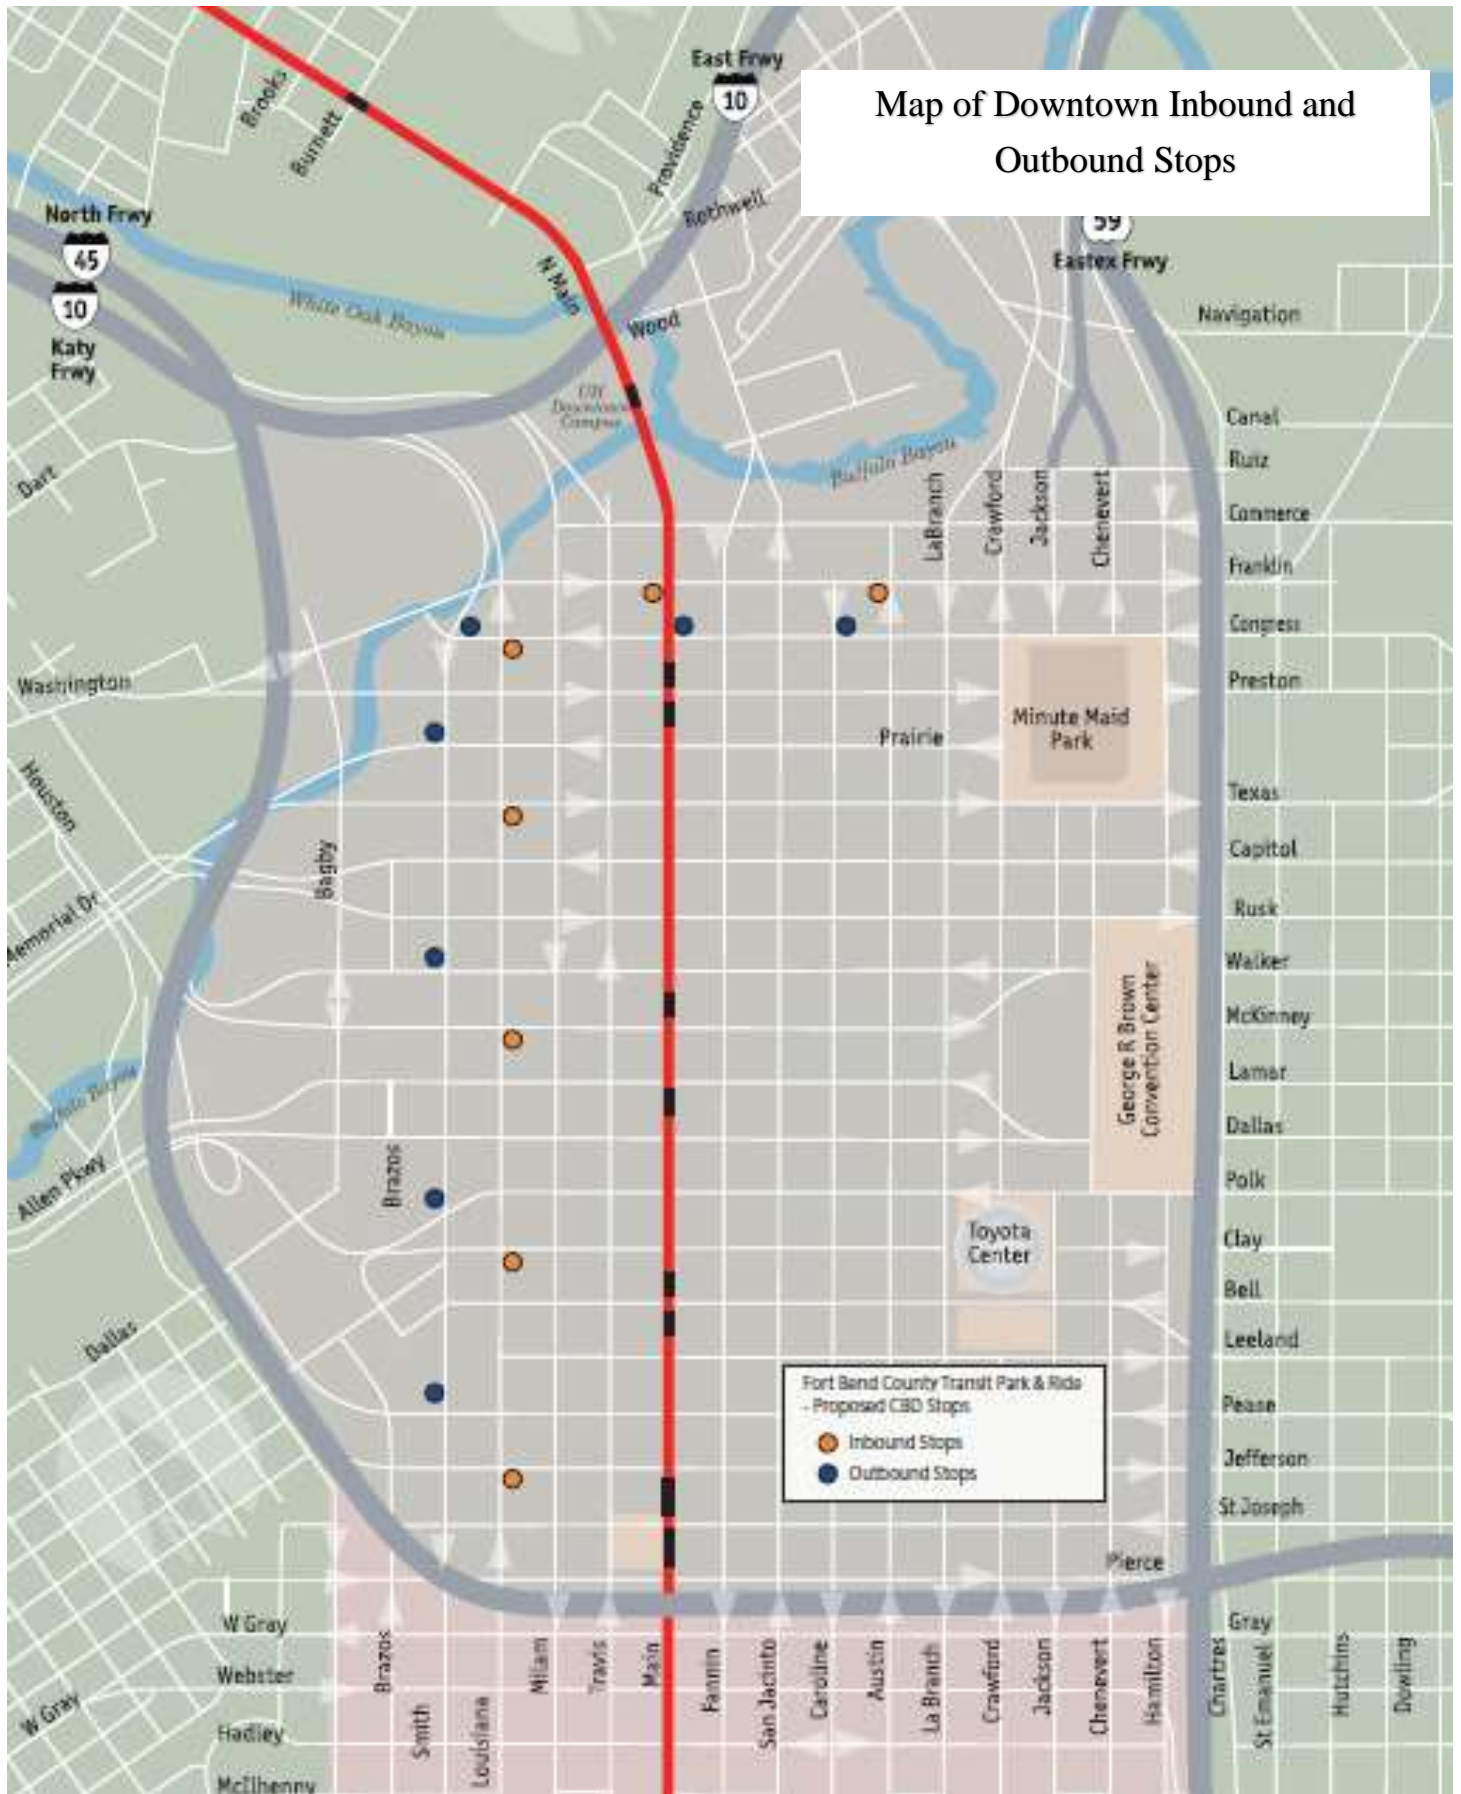 Map of Downtown Inbound and
Outbound Stops
East Frwy
10
Brooks
Burnett
Providence
Rothwell
North Frwy
45
10
Katy
Frwy
N Main
White Oak Bayou
Wood
59
Eastex Frwy
Navigation
UH
Downtown
Campus
Buffalo Bayou
Canal
Ruiz
Commerce
Franklin
Congress
Preston
Texas
Capitol
Rusk
Walker
McKinney
Lamar
Dallas
Polk
Clay
Bell
Leeland
Pease
Jefferson
St Joseph
Pierce
Gray
LaBranch
Crawford
Jackson
Chenevert
Dart
Washington
Houston
Memorial Dr
Bagby
Prairie
Minute Maid
Park
George R Brown
Convention Center
Buffalo Bayou
Allen Pkwy
Brazos
Toyota
Center
Dallas
Fort Bend County Transit Park & Ride
- Proposed CBD Stops
Inbound Stops
Outbound Stops
W Gray
Webster
W Gray
Hadley
McIlhenny
Brazos
Smith
Louisiana
Milam
Travis
Main
Fannin
San Jacinto
Caroline
Austin
La Branch
Crawford
Jackson
Chenevert
Hamilton
Chartres
St Emanuel
Hutchins
Dowling